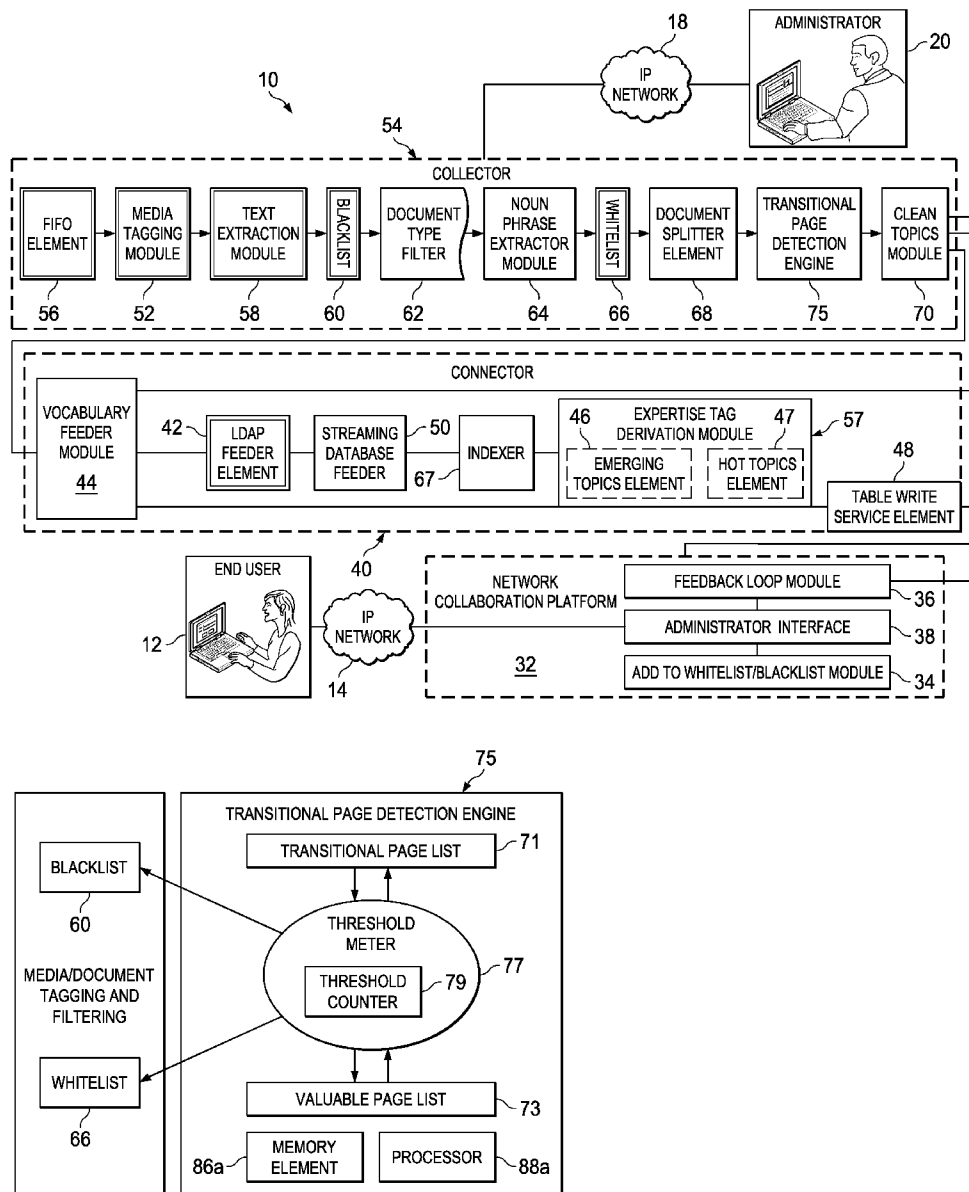 18
ADMINISTRATOR
20
IP
NETWORK
10
54
COLLECTOR
FIFO
ELEMENT
MEDIA
TAGGING
MODULE
TEXT
EXTRACTION
MODULE
BLACKLIST
DOCUMENT
TYPE
FILTER
NOUN
PHRASE
EXTRACTOR
MODULE
WHITELIST
DOCUMENT
SPLITTER
ELEMENT
TRANSITIONAL
PAGE
DETECTION
ENGINE
CLEAN
TOPICS
MODULE
56
52
58
60
62
64
66
68
75
70
CONNECTOR
VOCABULARY
FEEDER
MODULE
44
42
LDAP
FEEDER
ELEMENT
STREAMING
DATABASE
FEEDER
50
67
INDEXER
EXPERTISE TAG
DERIVATION MODULE
46
47
57
EMERGING
TOPICS ELEMENT
HOT TOPICS
ELEMENT
48
TABLE WRITE
SERVICE ELEMENT
40
END USER
12
IP
NETWORK
14
NETWORK
COLLABORATION PLATFORM
32
FEEDBACK LOOP MODULE
36
ADMINISTRATOR INTERFACE
38
ADD TO WHITELIST/BLACKLIST MODULE
34
75
BLACKLIST
60
MEDIA/DOCUMENT
TAGGING AND
FILTERING
WHITELIST
66
TRANSITIONAL PAGE DETECTION ENGINE
TRANSITIONAL PAGE LIST
71
THRESHOLD
METER
77
THRESHOLD
COUNTER
79
VALUABLE PAGE LIST
73
86a
MEMORY
ELEMENT
PROCESSOR
88a